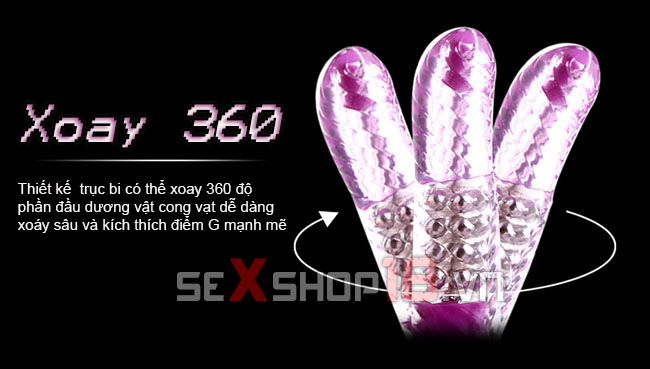 Xoay 360
Thiết kế trục bi có thể xoay 360 độ
phần đầu dương vật cong vạt dễ dàng
xoáy sâu và kích thích điểm G mạnh mẽ
seXshop18.vn